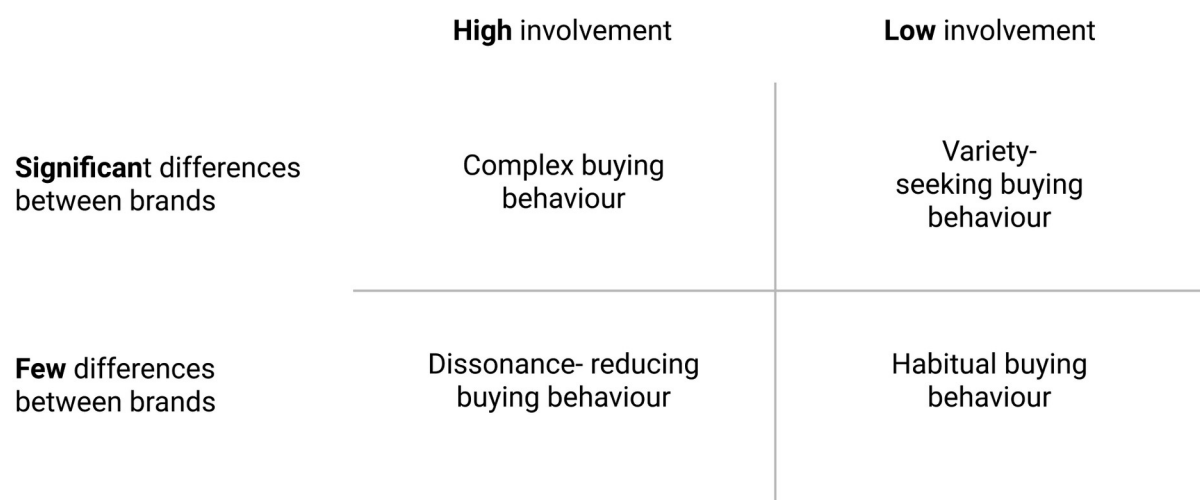 High involvement
Low involvement
Significant differences
between brands
Complex buying
behaviour
Variety-
seeking buying
behaviour
Few differences
between brands
Dissonance- reducing
buying behaviour
Habitual buying
behaviour